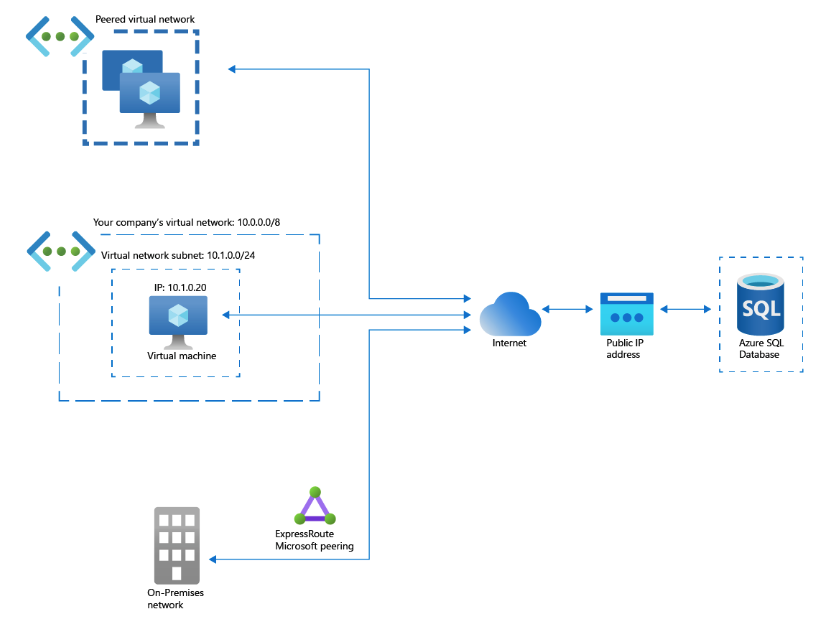 Peered virtual network
Your company's virtual network: 10.0.0.0/8
Virtual network subnet: 10.1.0.0/24
IP: 10.1.0.20
Virtual machine
Internet
Public IP
address
SQL
Azure SQL
Database
ExpressRoute
Microsoft peering
On-Premises
network